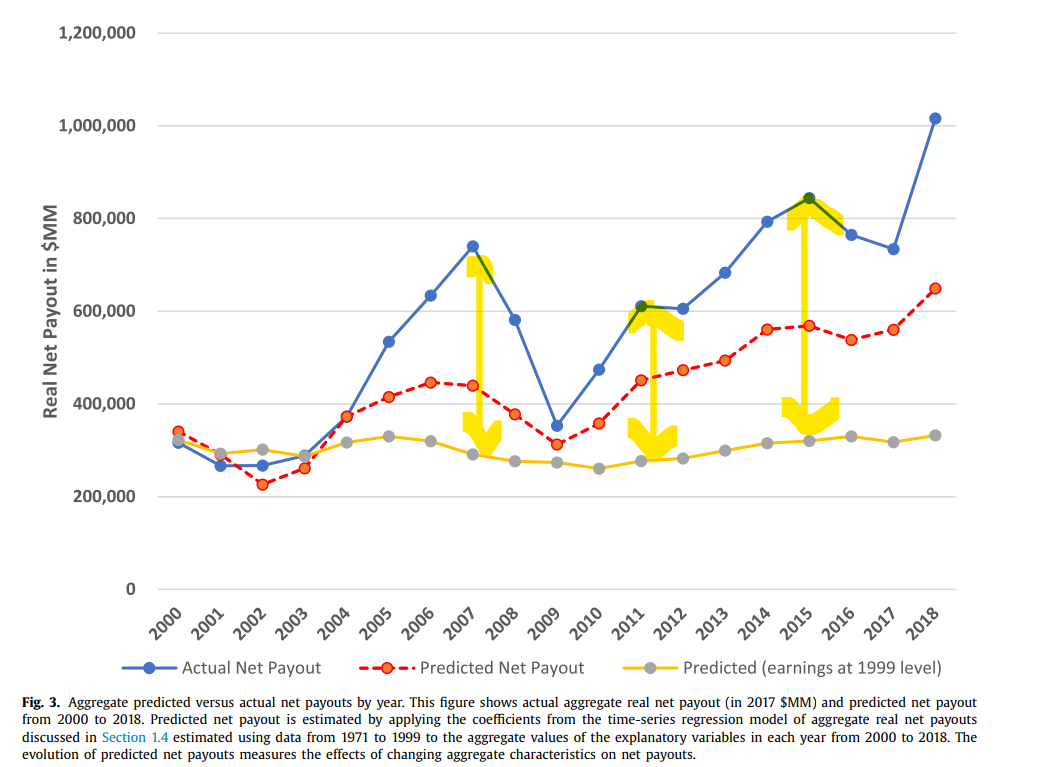 1,200,000
1,000,000
800,000
600,000
400,000
200,000
0
Real Net Payout in $MM
2000 2001 2002 2003 2004 2005 2006 2007 2008 2009 2010 2011 2012 2013 2014 2015 2016 2017 2018
Actual Net Payout Predicted Net Payout Predicted (earnings at 1999 level)
Fig. 3. Aggregate predicted versus actual net payouts by year. This figure shows actual aggregate real net payout (in 2017 $MM) and predicted net payout
from 2000 to 2018. Predicted net payout is estimated by applying the coefficients from the time-series regression model of aggregate real net payouts
discussed in Section 1.4 estimated using data from 1971 to 1999 to the aggregate values of the explanatory variables in each year from 2000 to 2018. The
evolution of predicted net payouts measures the effects of changing aggregate characteristics on net payouts.